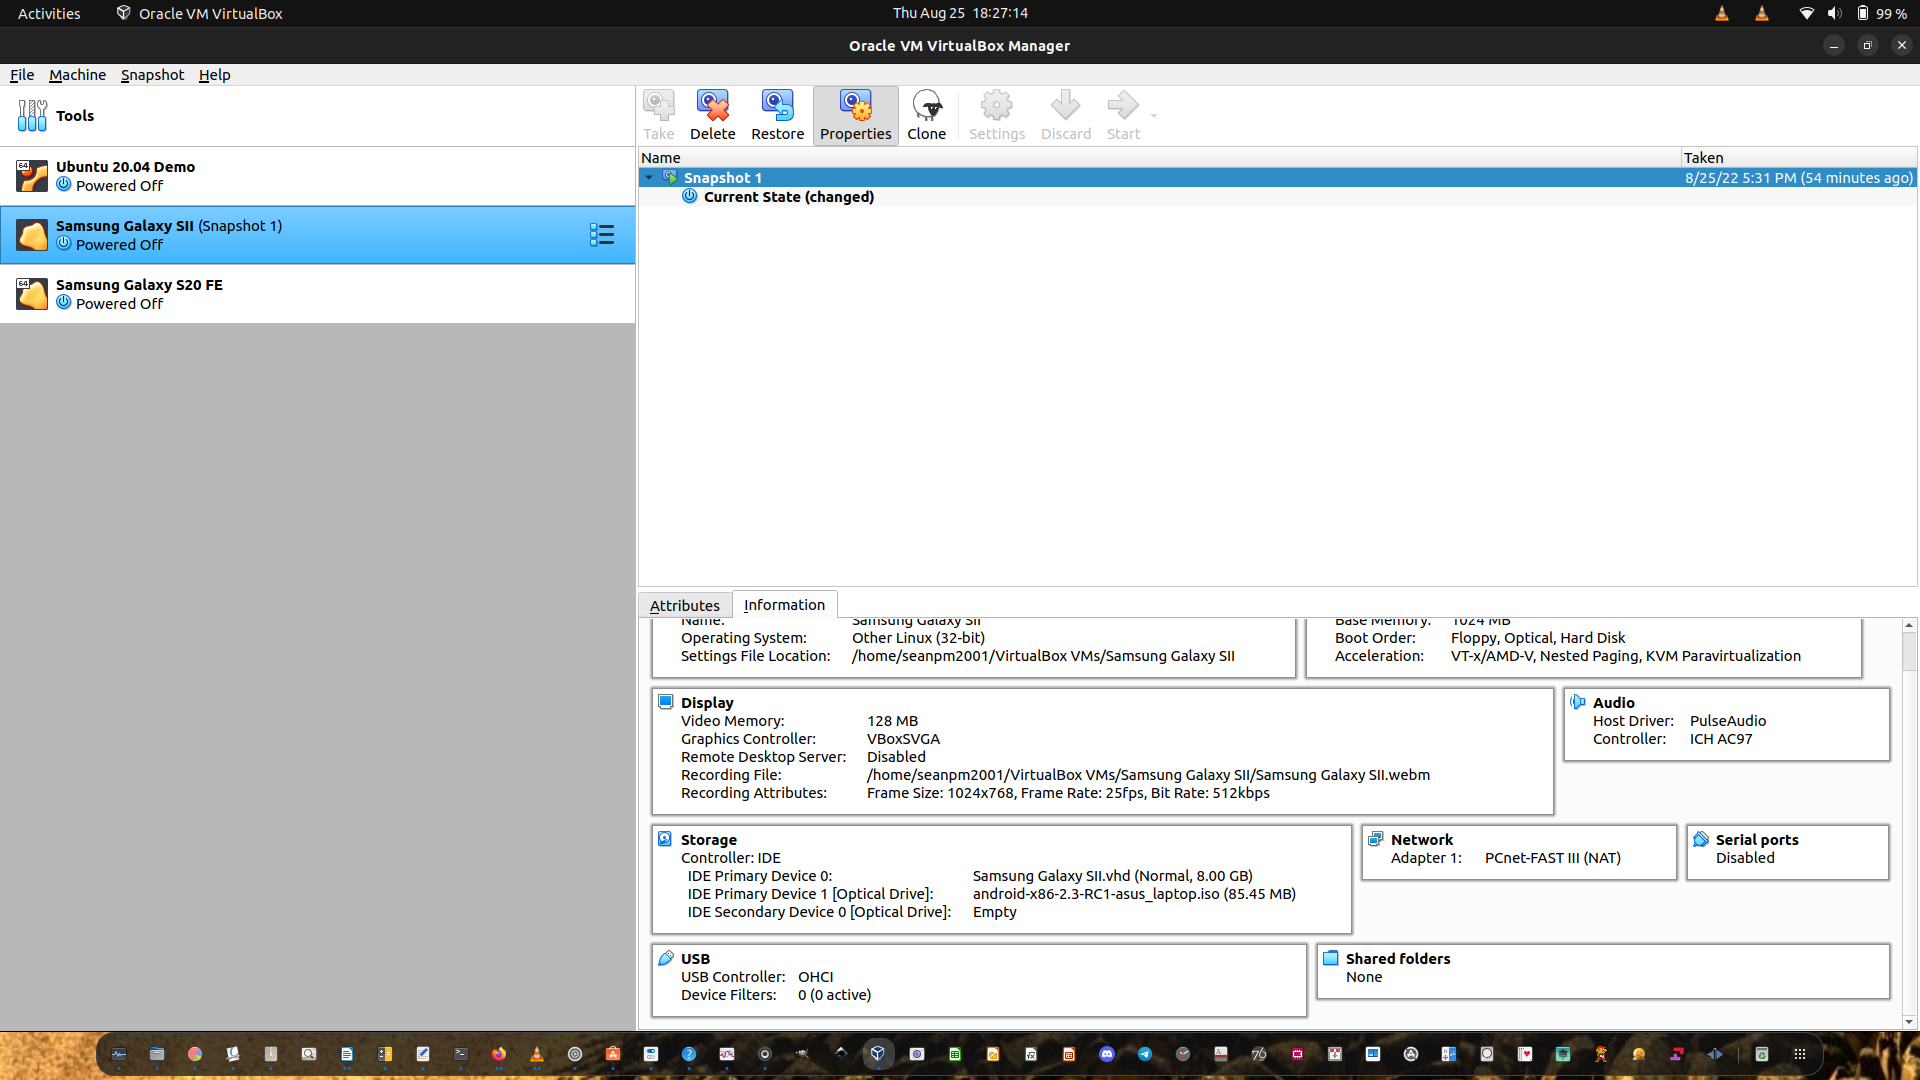 Activities Oracle VM VirtualBox Thu Aug 25 18:27:14 99 %
Oracle VM VirtualBox Manager
File Machine Snapshot Help
Tools
Take Delete Restore Properties Clone Settings Discard Start
64
Ubuntu 20.04 Demo
Powered Off
Samsung Galaxy SII (Snapshot 1)
Powered Off
64
Samsung Galaxy S20 FE
Powered Off
Name Taken
Snapshot 1 8/25/22 5:31 PM (54 minutes ago)
Current State (changed)
Attributes Information
Name: Samsung Galaxy SII
Operating System: Other Linux (32-bit)
Settings File Location: /home/seanpm2001/VirtualBox VMs/Samsung Galaxy SII
Base Memory: 1024 MB
Boot Order: Floppy, Optical, Hard Disk
Acceleration: VT-x/AMD-V, Nested Paging, KVM Paravirtualization
Display
Video Memory: 128 MB
Graphics Controller: VBoxSVGA
Remote Desktop Server: Disabled
Recording File: /home/seanpm2001/VirtualBox VMs/Samsung Galaxy SII/Samsung Galaxy SII.webm
Recording Attributes: Frame Size: 1024x768, Frame Rate: 25fps, Bit Rate: 512kbps
Audio
Host Driver: PulseAudio
Controller: ICH AC97
Storage
Controller: IDE
IDE Primary Device 0: Samsung Galaxy SII.vhd (Normal, 8.00 GB)
IDE Primary Device 1 [Optical Drive]: android-x86-2.3-RC1-asus_laptop.iso (85.45 MB)
IDE Secondary Device 0 [Optical Drive]: Empty
Network
Adapter 1: PCnet-FAST III (NAT)
Serial ports
Disabled
USB
USB Controller: OHCI
Device Filters: 0 (0 active)
Shared folders
None
76